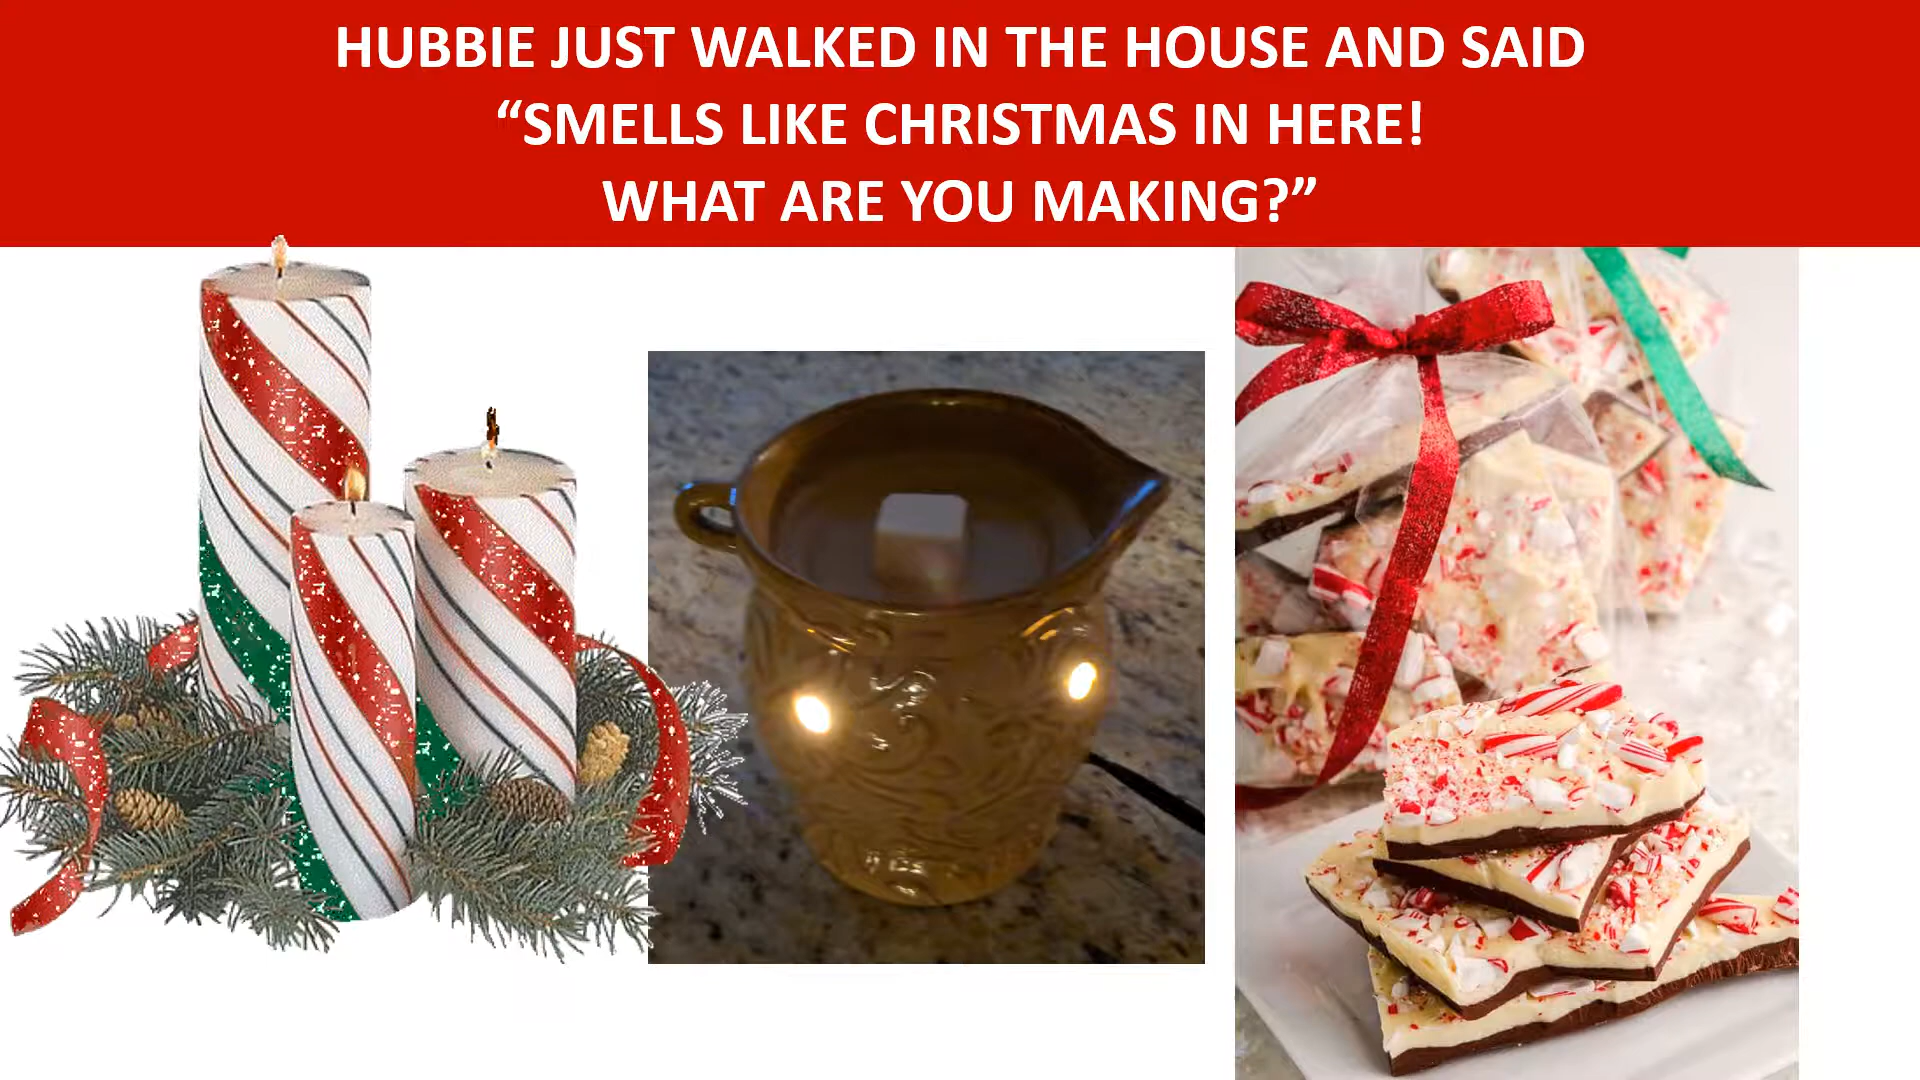 HUBBIE JUST WALKED IN THE HOUSE AND SAID
“SMELLS LIKE CHRISTMAS IN HERE!
WHAT ARE YOU MAKING?”